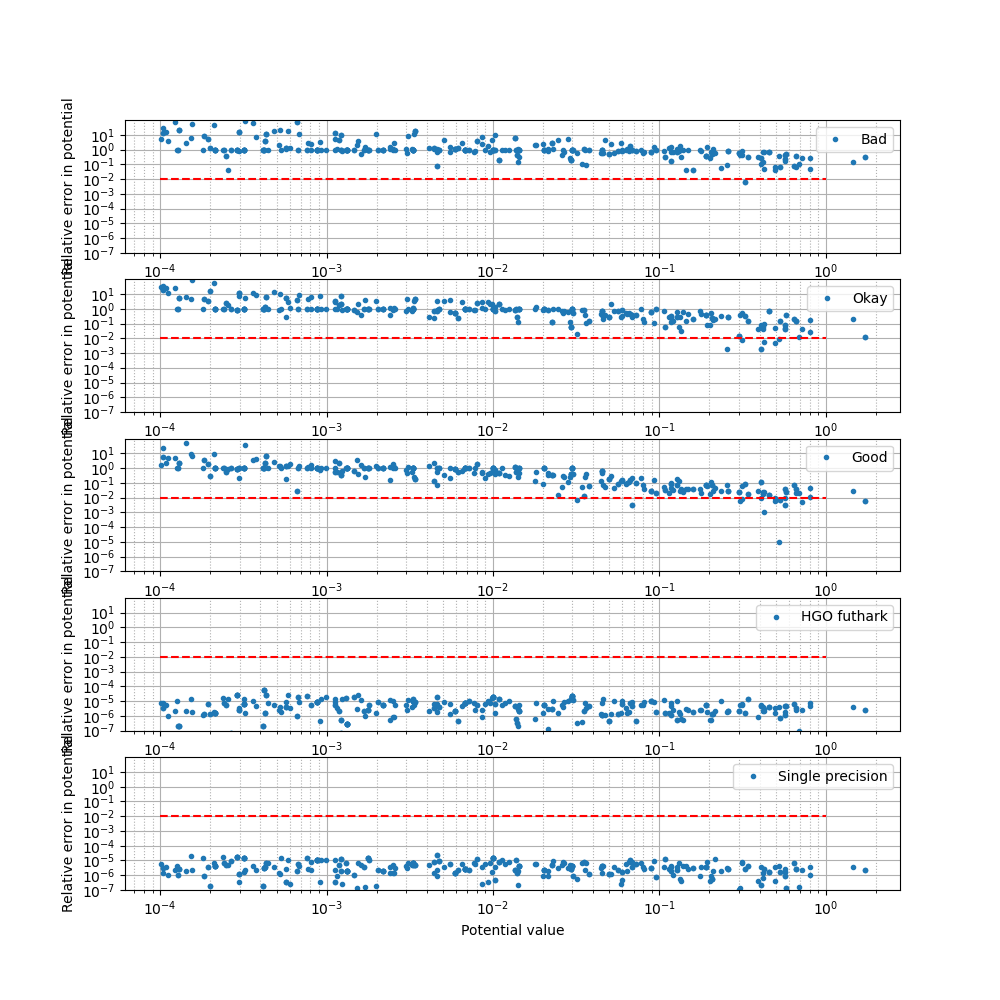 Relative error in potential
10¹
10⁰
10⁻¹
10⁻²
10⁻³
10⁻⁴
10⁻⁵
10⁻⁶
10⁻⁷
Bad
10⁻⁴ 10⁻³ 10⁻² 10⁻¹ 10⁰
Relative error in potential
10¹
10⁰
10⁻¹
10⁻²
10⁻³
10⁻⁴
10⁻⁵
10⁻⁶
10⁻⁷
Okay
10⁻⁴ 10⁻³ 10⁻² 10⁻¹ 10⁰
Relative error in potential
10¹
10⁰
10⁻¹
10⁻²
10⁻³
10⁻⁴
10⁻⁵
10⁻⁶
10⁻⁷
Good
10⁻⁴ 10⁻³ 10⁻² 10⁻¹ 10⁰
Relative error in potential
10¹
10⁰
10⁻¹
10⁻²
10⁻³
10⁻⁴
10⁻⁵
10⁻⁶
10⁻⁷
HGO futhark
10⁻⁴ 10⁻³ 10⁻² 10⁻¹ 10⁰
Relative error in potential
10¹
10⁰
10⁻¹
10⁻²
10⁻³
10⁻⁴
10⁻⁵
10⁻⁶
10⁻⁷
Single precision
10⁻⁴ 10⁻³ 10⁻² 10⁻¹ 10⁰
Potential value